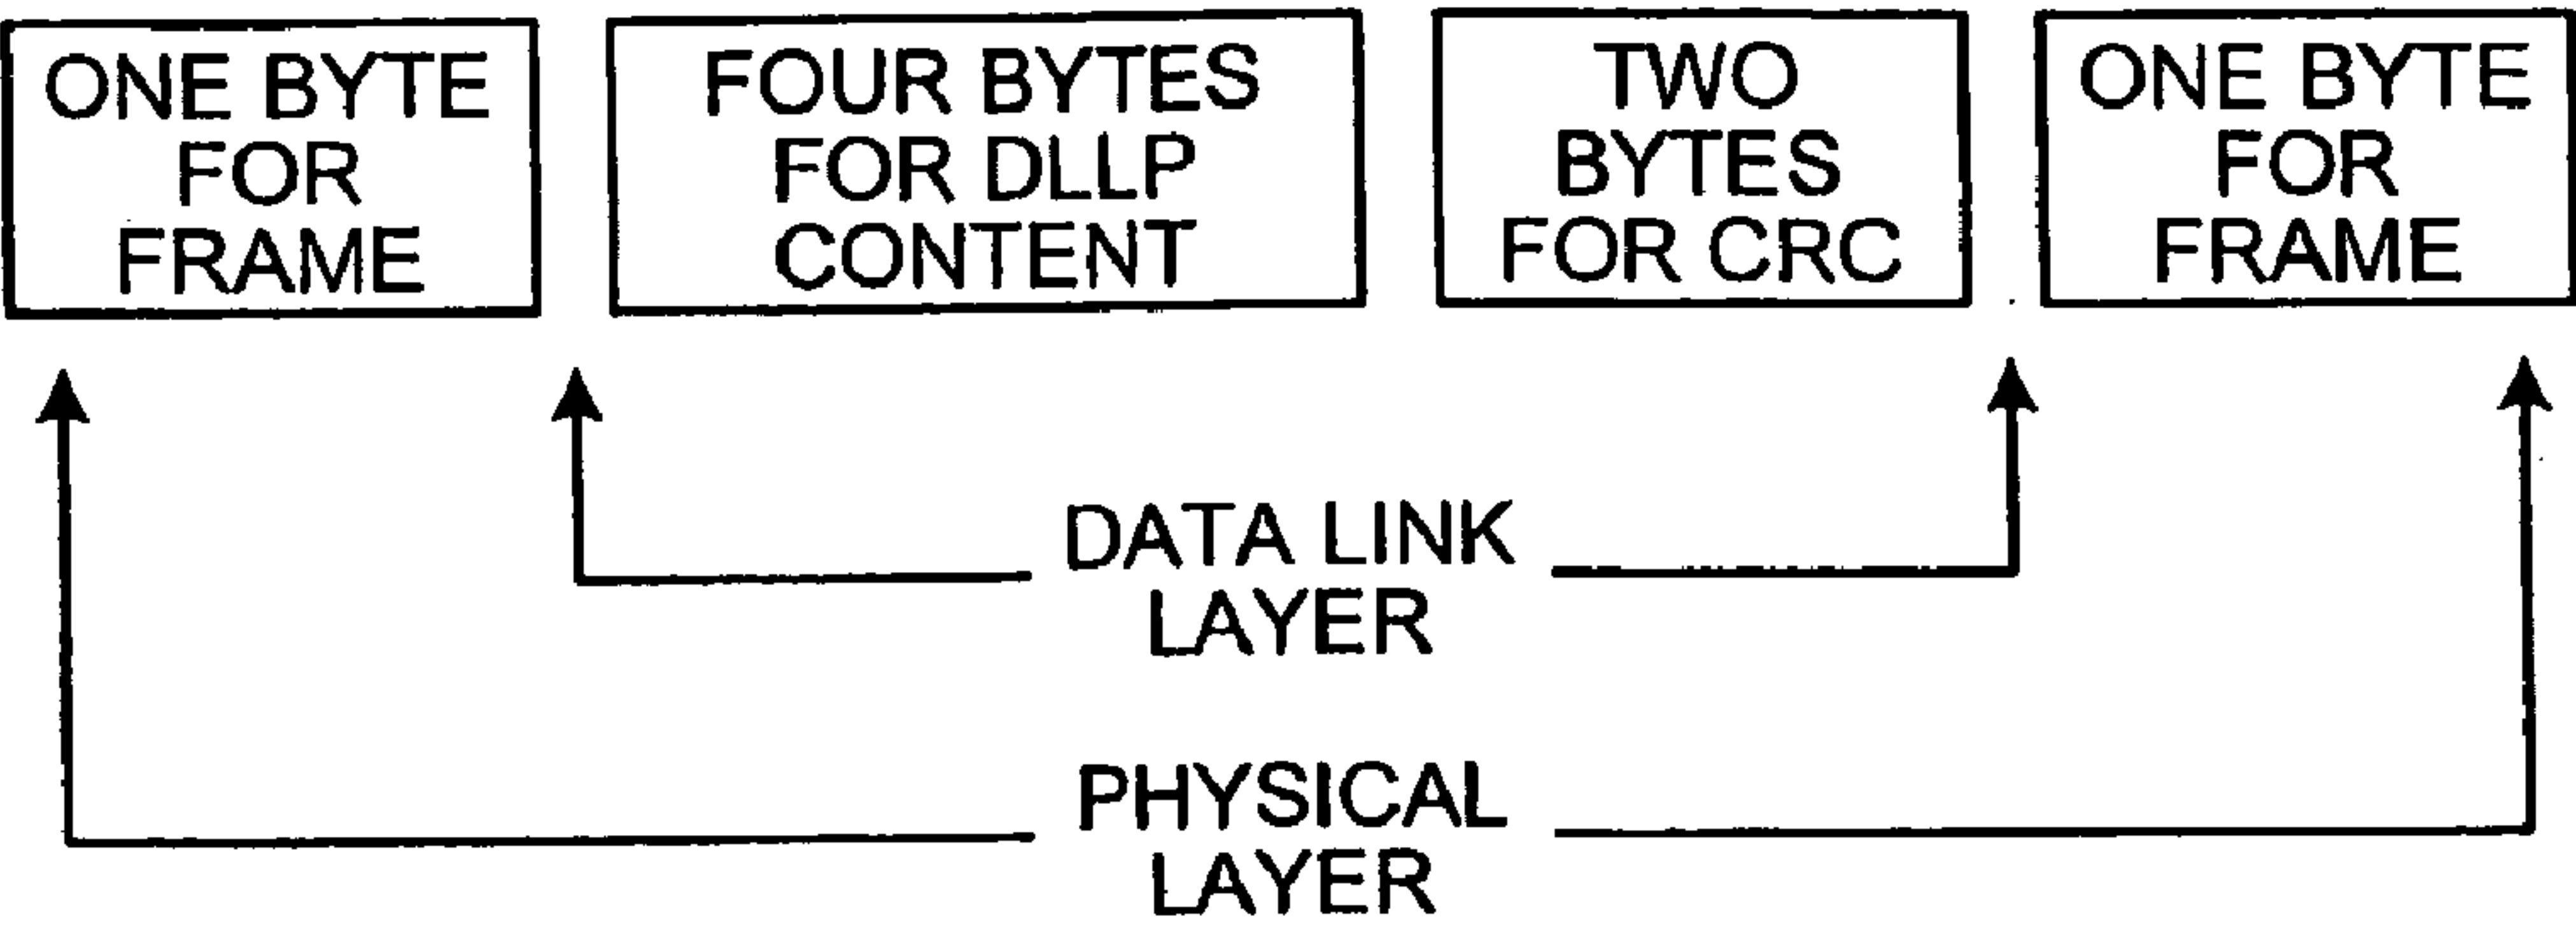 ONE BYTE
FOR
FRAME
FOUR BYTES
FOR DLLP
CONTENT
TWO
BYTES
FOR CRC
ONE BYTE
FOR
FRAME
DATA LINK
LAYER
PHYSICAL
LAYER